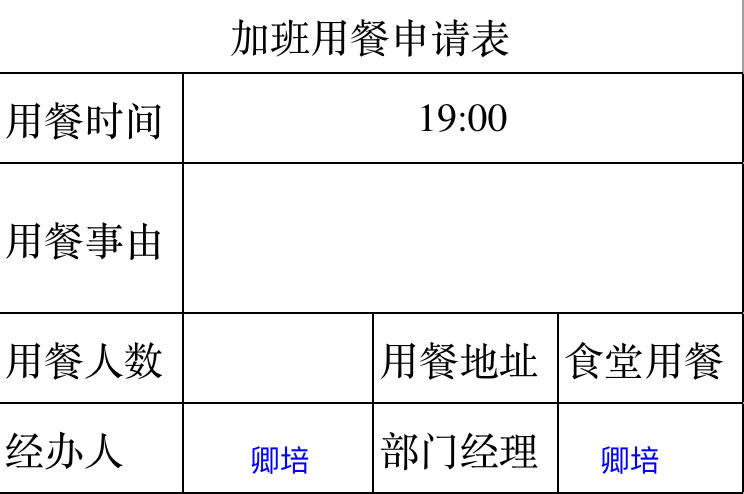 加班用餐申请表
用餐时间 19:00
用餐事由
用餐人数 用餐地址 食堂用餐
经办人 卿培 部门经理 卿培